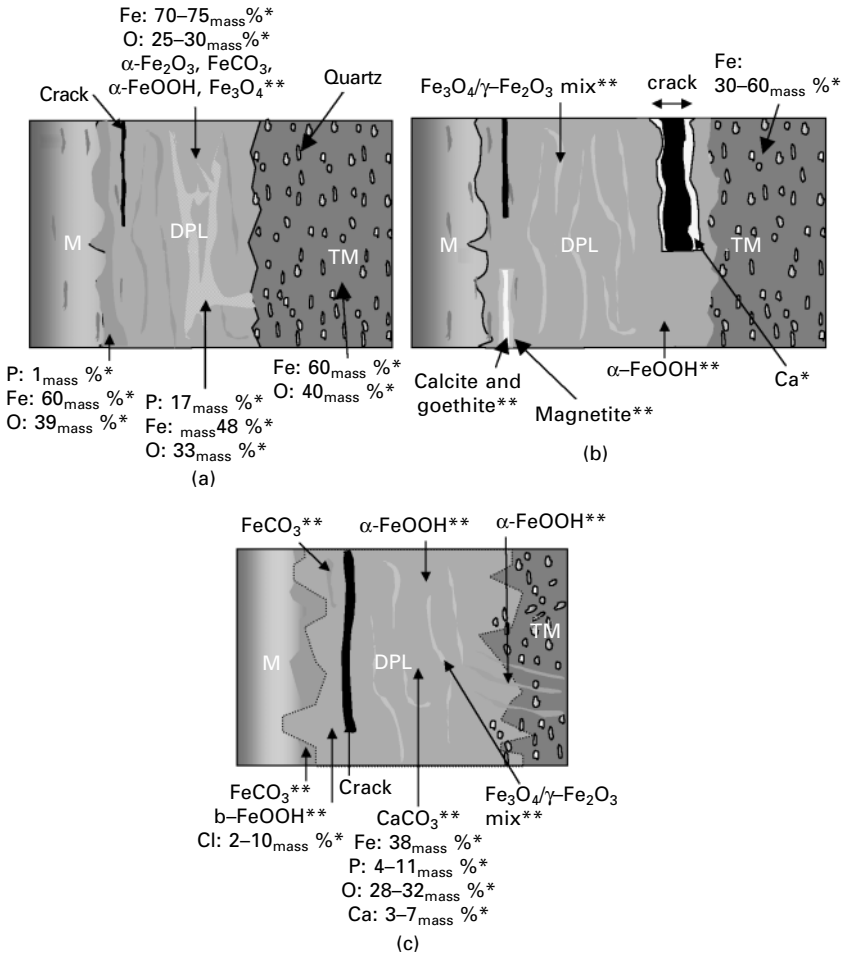 Fe: 70–75mass%*
O: 25–30mass%*
α-Fe2O3, FeCO3,
α-FeOOH, Fe3O4**
Crack
Quartz
M
DPL
TM
P: 1mass %*
Fe: 60mass %*
O: 39mass %*
P: 17mass %*
Fe: mass48 %*
O: 33mass %*
Fe: 60mass %*
O: 40mass %*
(a)
Fe3O4/γ–Fe2O3 mix**
crack
Fe:
30–60mass %*
M
DPL
TM
Calcite and
goethite**
Magnetite**
α–FeOOH**
Ca*
(b)
FeCO3**
α-FeOOH**
α-FeOOH**
M
DPL
TM
FeCO3**
b–FeOOH**
Cl: 2–10mass %*
Crack
CaCO3**
Fe: 38mass %*
P: 4–11mass %*
O: 28–32mass %*
Ca: 3–7mass %*
Fe3O4/γ–Fe2O3
mix**
(c)